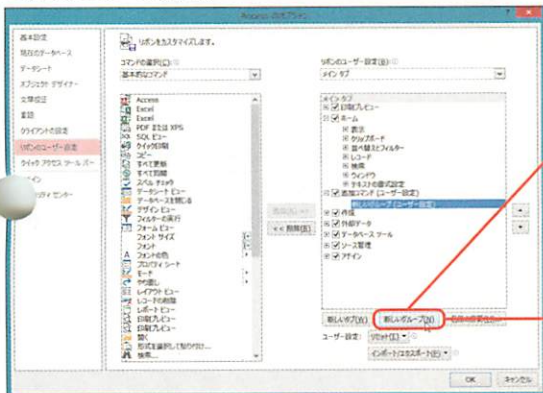 Access のオプション
基本設定
現在のデータベース
データシート
オブジェクト デザイナー
文章校正
言語
クライアントの設定
リボンのユーザー設定
クイック アクセス ツール バー
リボンをカスタマイズします。
コマンドの選択(C):
基本的なコマンド
Access
Excel
Excel
PDF または XPS
SQL ビュー
クイック印刷
コピー
すべて更新
すべて展開
スペル チェック
データシート ビュー
データベースを閉じる
デザイン ビュー
フィルターの実行
フォーム ビュー
フォント サイズ
フォント
フォントの色
プロパティ シート
モード
やり直し
レイアウト ビュー
レコードの削除
レポート ビュー
印刷プレビュー
印刷プレビュー
開く
形式を選択して貼り付け...
検索...
追加(A) >>
<< 削除(R)
リボンのユーザー設定(B):
メイン タブ
メイン タブ
印刷プレビュー
ホーム
表示
クリップボード
並べ替えとフィルター
レコード
検索
ウィンドウ
テキストの書式設定
追加コマンド (ユーザー設定)
新しいグループ (ユーザー設定)
作成
外部データ
データベース ツール
ソース管理
アドイン
新しいタブ(W)
新しいグループ(N)
名前の変更(M)...
ユーザー設定:
リセット(E)
インポート/エクスポート(P)
OK
キャンセル